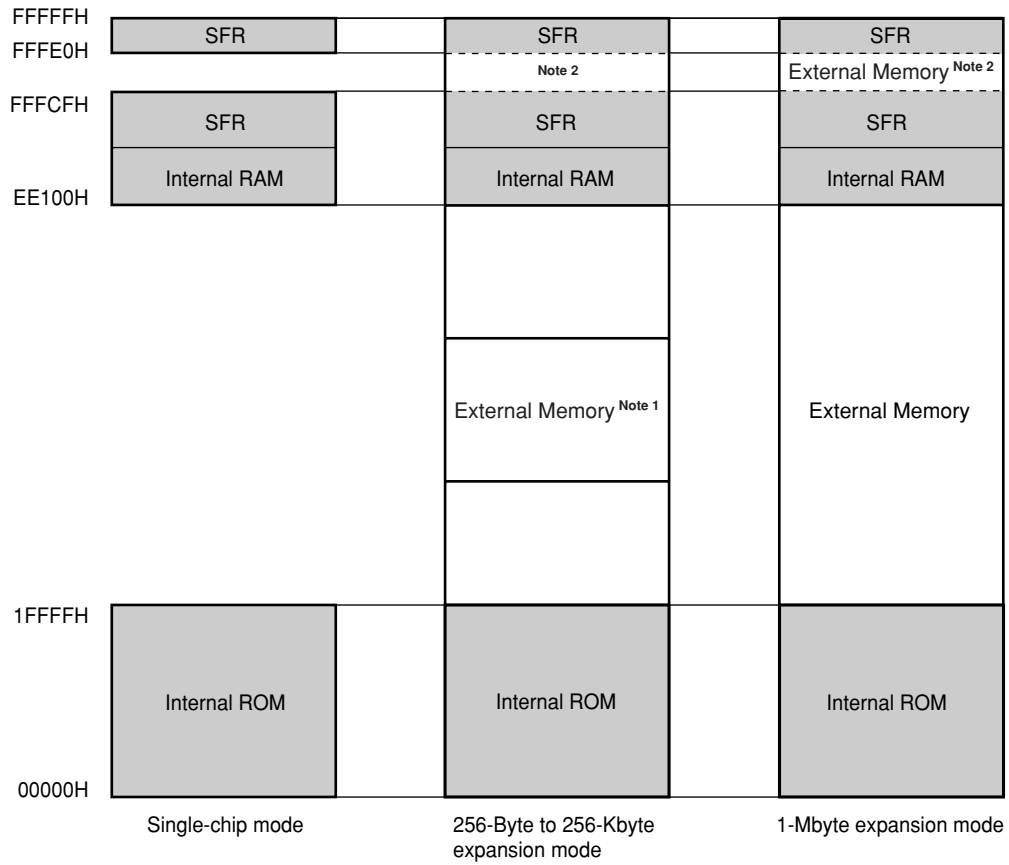 FFFFFH
SFR SFR SFR
FFFE0H
Note 2 External Memory Note 2
FFFCFH
SFR SFR SFR
Internal RAM Internal RAM Internal RAM
EE100H
External Memory Note 1 External Memory
1FFFFH
Internal ROM Internal ROM Internal ROM
00000H
Single-chip mode 256-Byte to 256-Kbyte 1-Mbyte expansion mode
expansion mode